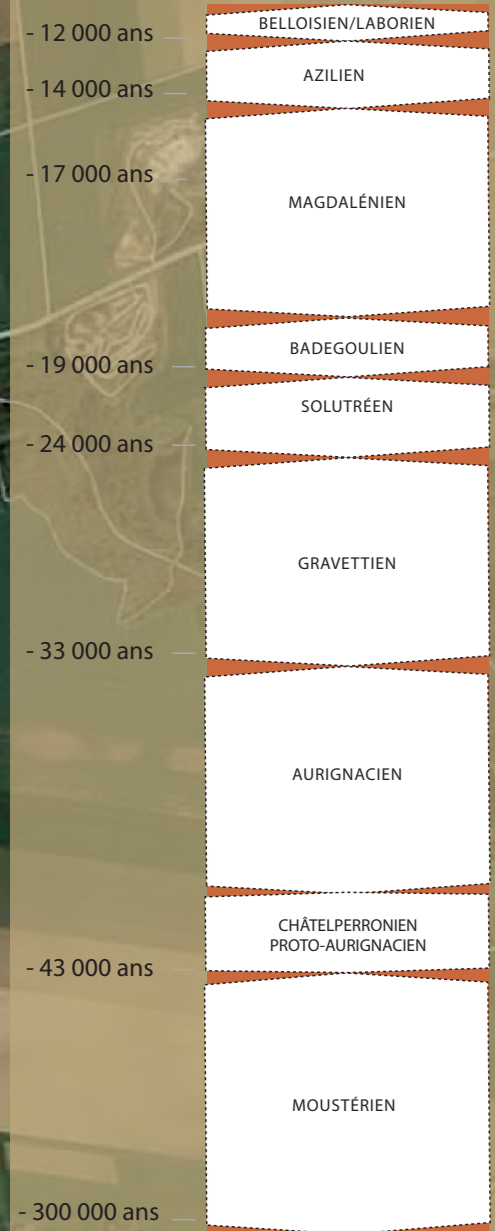 BELLOISIEN/LABORIEN
- 12 000 ans
AZILIEN
- 14 000 ans
- 17 000 ans
MAGDALÉNIEN
BADEGOULIEN
- 19 000 ans
SOLUTRÉEN
- 24 000 ans
GRAVETTIEN
- 33 000 ans
AURIGNACIEN
CHÂTELPERRONIEN
PROTO-AURIGNACIEN
- 43 000 ans
MOUSTÉRIEN
- 300 000 ans